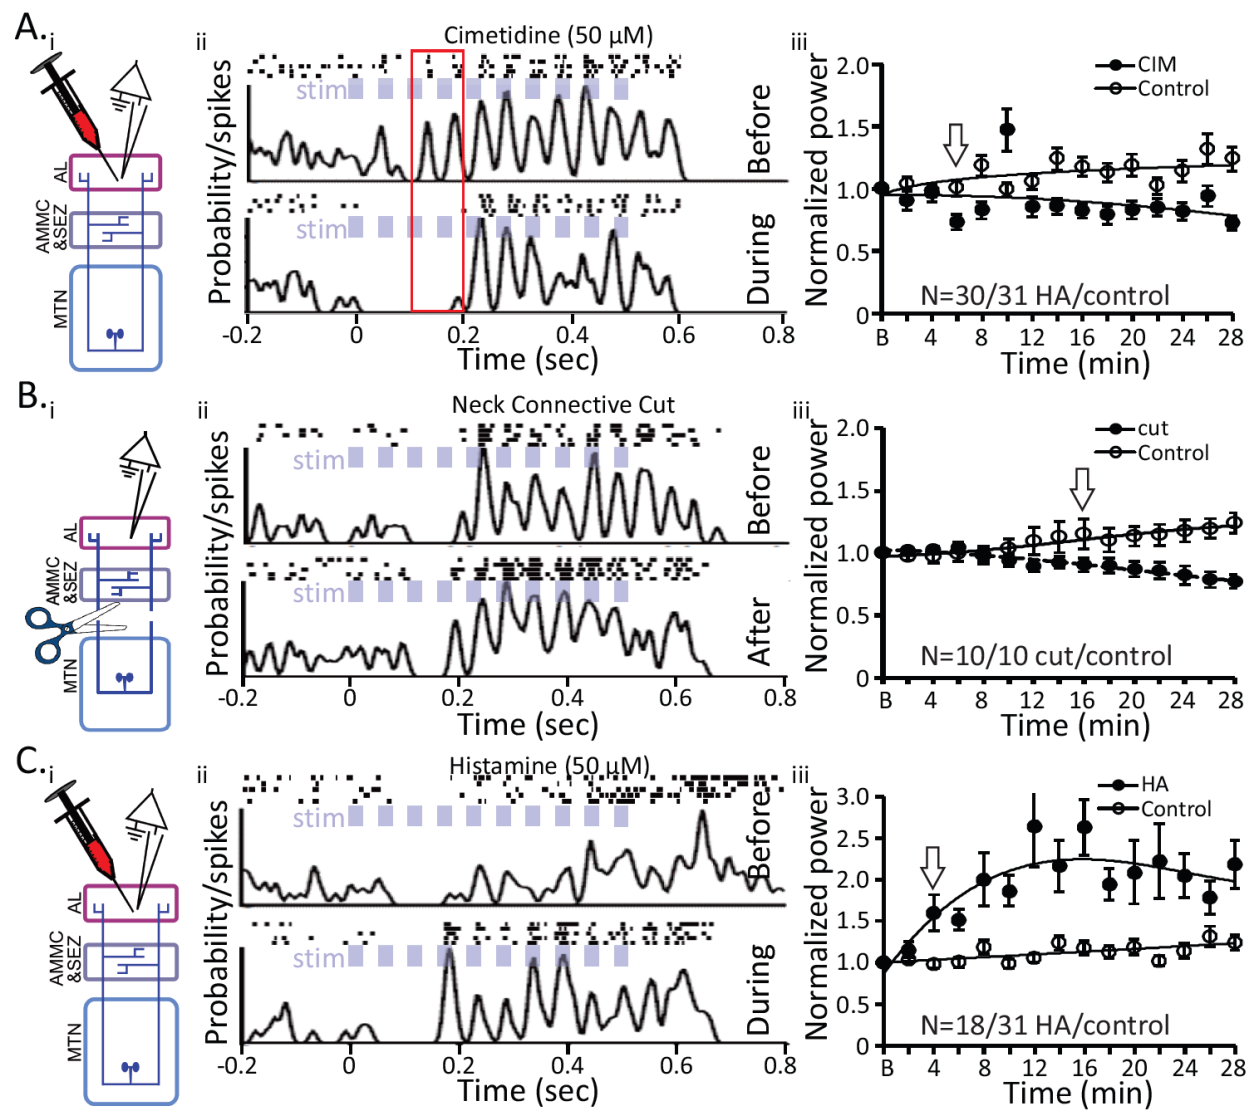 A.
i
ii
iii
AL
AMMC
&SEZ
MTN
Cimetidine (50 µM)
Probability/spikes
stim
Before
stim
During
-0.2
0
0.2
0.4
0.6
0.8
Time (sec)
Normalized power
2.0
1.5
1.0
0.5
0
CIM
Control
N=30/31 HA/control
B
4
8
12
16
20
24
28
Time (min)
B.
i
ii
iii
AL
AMMC
&SEZ
MTN
Neck Connective Cut
Probability/spikes
stim
Before
stim
After
-0.2
0
0.2
0.4
0.6
0.8
Time (sec)
Normalized power
2.0
1.5
1.0
0.5
0
cut
Control
N=10/10 cut/control
B
4
8
12
16
20
24
28
Time (min)
C.
i
ii
iii
AL
AMMC
&SEZ
MTN
Histamine (50 µM)
Probability/spikes
stim
Before
stim
During
-0.2
0
0.2
0.4
0.6
0.8
Time (sec)
Normalized power
3.0
2.5
2.0
1.5
1.0
0.5
0
HA
Control
N=18/31 HA/control
B
4
8
12
16
20
24
28
Time (min)